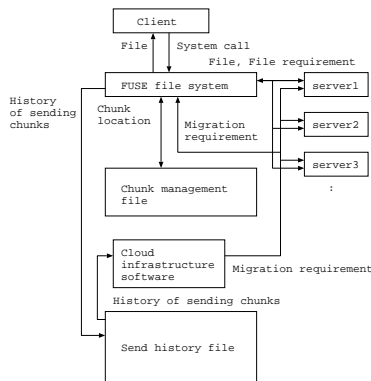 Client
File
System call
File, File requirement
FUSE file system
server1
History
of sending
chunks
Chunk
location
Migration
requirement
server2
server3
:
Chunk management
file
Cloud
infrastructure
software
Migration requirement
History of sending chunks
Send history file